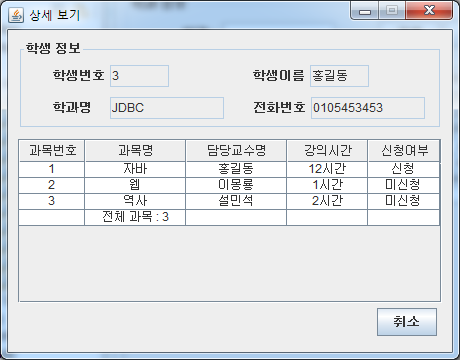 상세 보기
학생 정보
학생번호 3 학생이름 홍길동
학과명 JDBC 전화번호 0105453453
과목번호 과목명 담당교수명 강의시간 신청여부
1 자바 홍길동 12시간 신청
2 웹 이몽룡 1시간 미신청
3 역사 설민석 2시간 미신청
전체 과목 : 3
취소